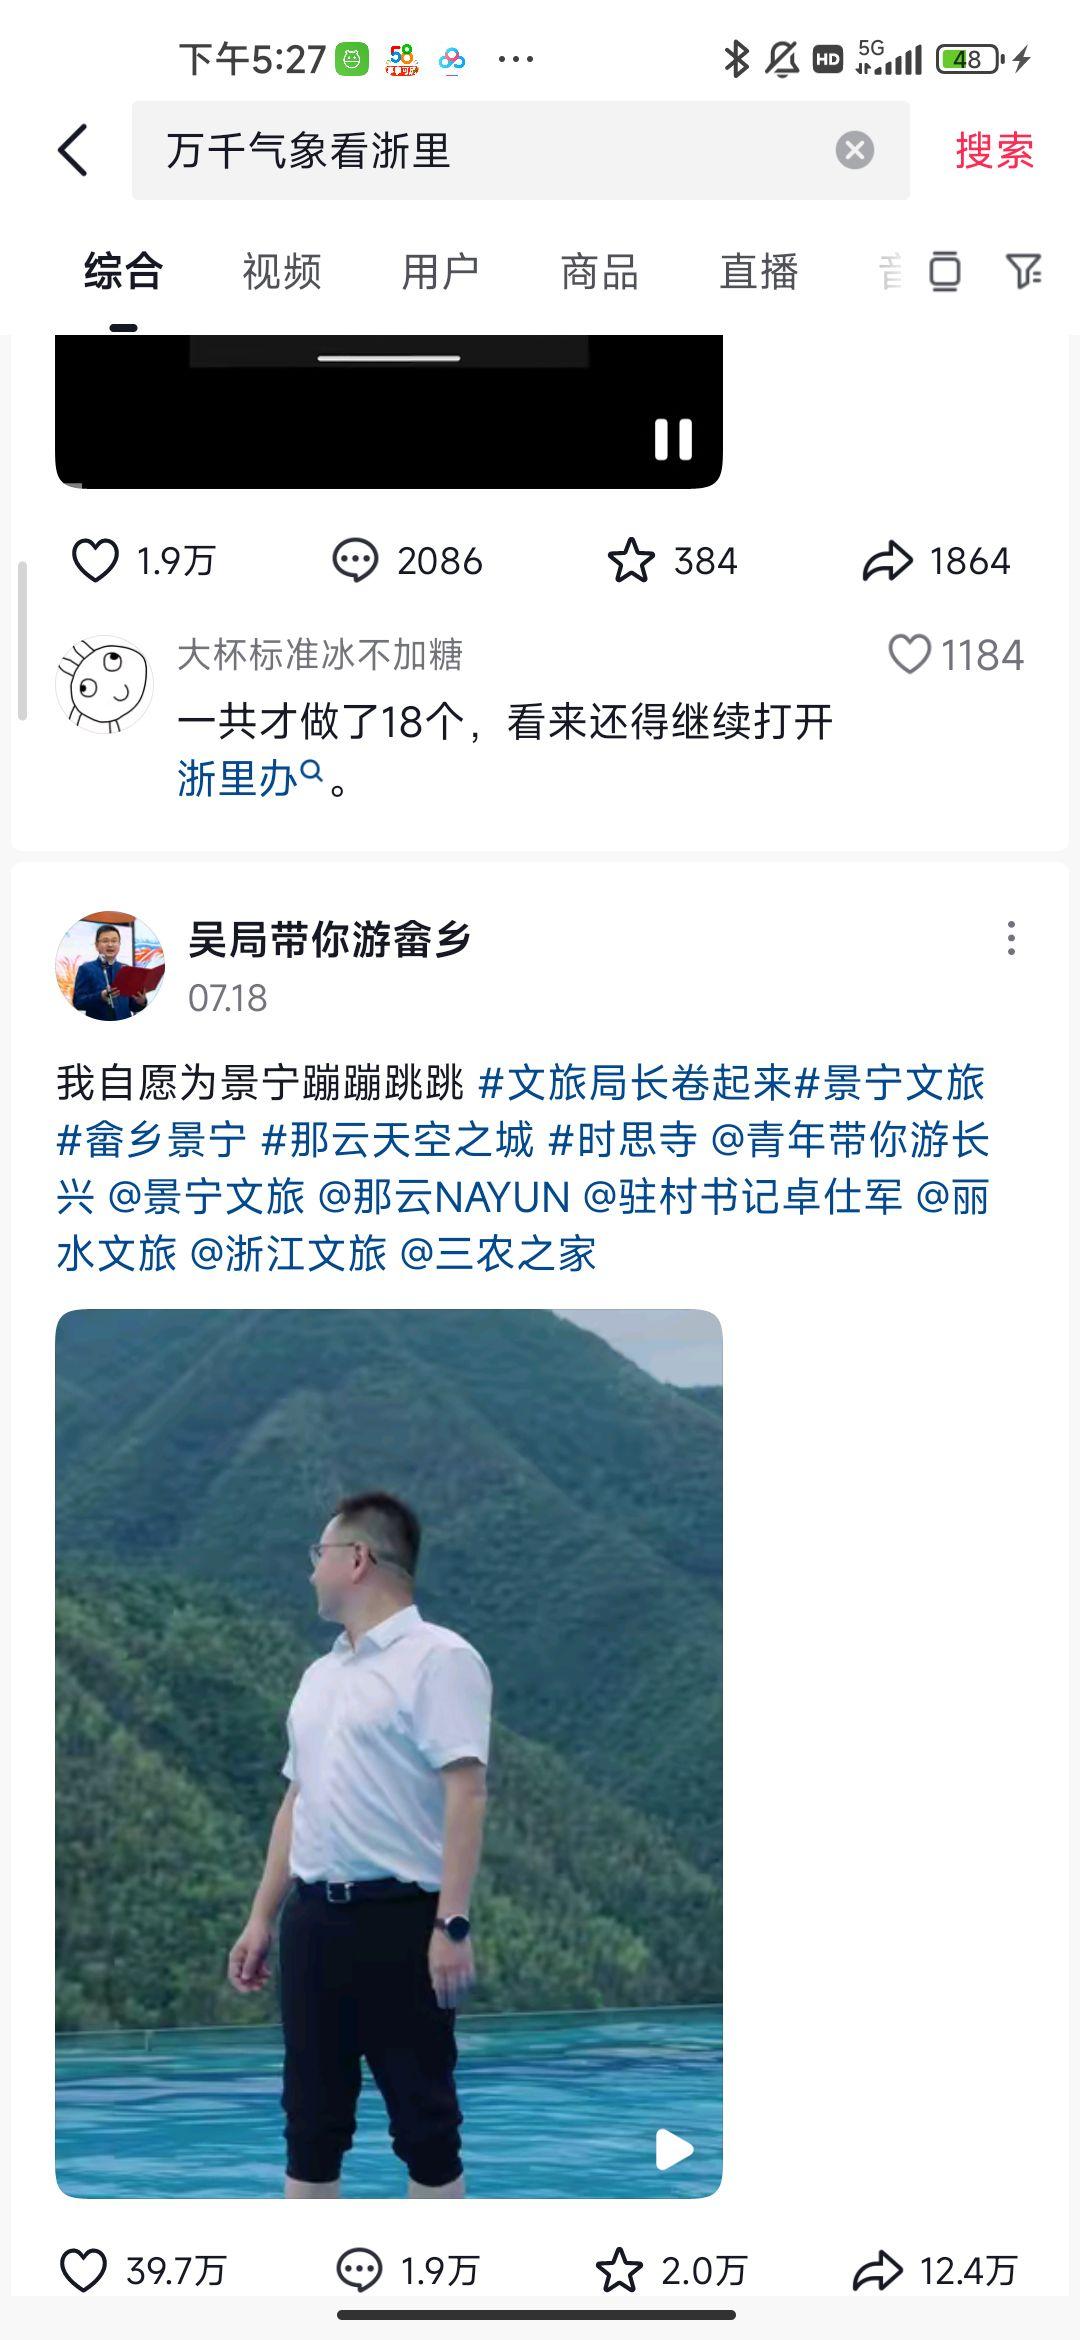 下午5:27
58
HD
5G
48
万千气象看浙里
搜索
综合 视频 用户 商品 直播
1.9万 2086 384 1864
大杯标准冰不加糖
1184
一共才做了18个，看来还得继续打开
浙里办。
吴局带你游畲乡
07.18
我自愿为景宁蹦蹦跳跳 #文旅局长卷起来#景宁文旅
#畲乡景宁 #那云天空之城 #时思寺 @青年带你游长
兴 @景宁文旅 @那云NAYUN @驻村书记卓仕军 @丽
水文旅 @浙江文旅 @三农之家
39.7万 1.9万 2.0万 12.4万